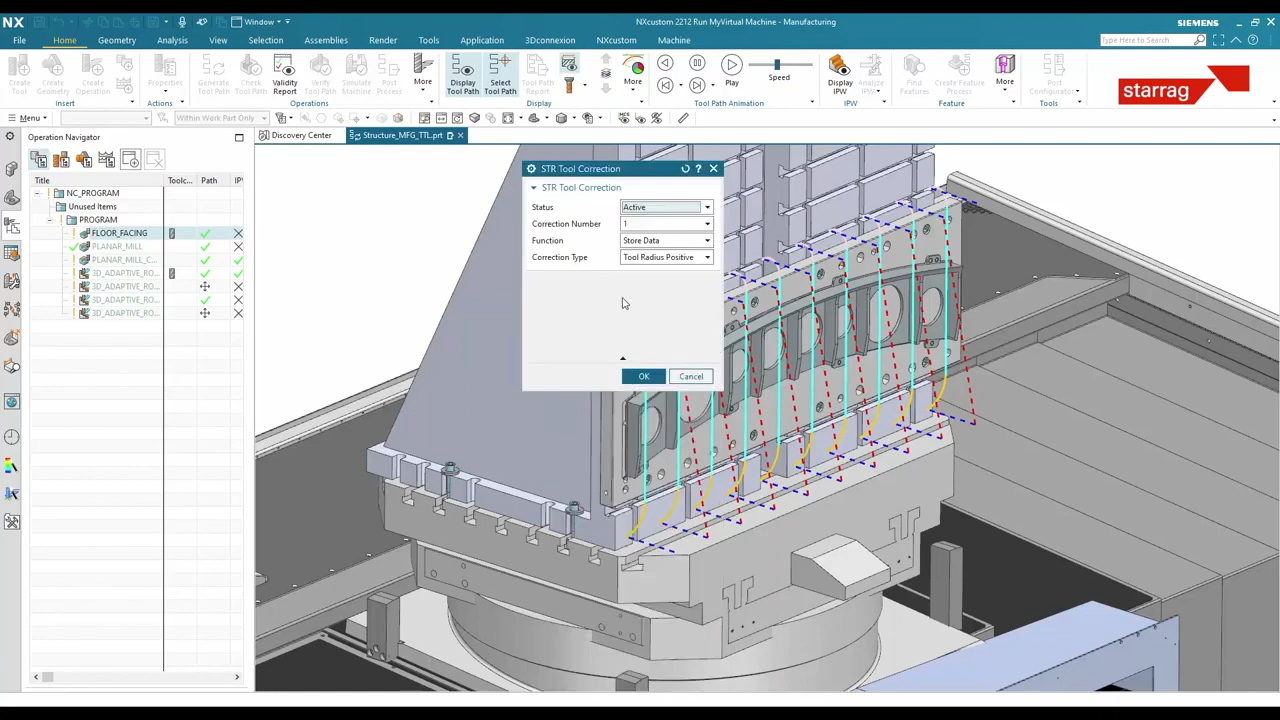 NX
Window
NXcustom 2212 Run MyVirtual Machine - Manufacturing
SIEMENS
File Home Geometry Analysis View Selection Assemblies Render Tools Application 3Dconnexion NXcustom Machine
Type Here to Search
Create Tool
Create Geometry
Create Operation
Properties
Generate Tool Path
Check Tool Path
Validity Report
Verify Tool Path
Simulate Machine
Post Process
More
Display Tool Path
Select Tool Path
Tool Path Report
More
Play
Speed
Display IPW
Analyze IPW
Find Features
Create Feature Process
More
Post Configurator
starrag
Insert
Actions
Operations
Display
Tool Path Animation
IPW
Feature
Tools
Menu
Within Work Part Only
Operation Navigator
Discovery Center
Structure_MFG_TTL.prt
Title Toolc... Path IP
NC_PROGRAM
Unused Items
PROGRAM
FLOOR_FACING
PLANAR_MILL
PLANAR_MILL_C...
3D_ADAPTIVE_RO...
3D_ADAPTIVE_RO...
3D_ADAPTIVE_RO...
3D_ADAPTIVE_RO...
STR Tool Correction
STR Tool Correction
Status Active
Correction Number 1
Function Store Data
Correction Type Tool Radius Positive
OK Cancel